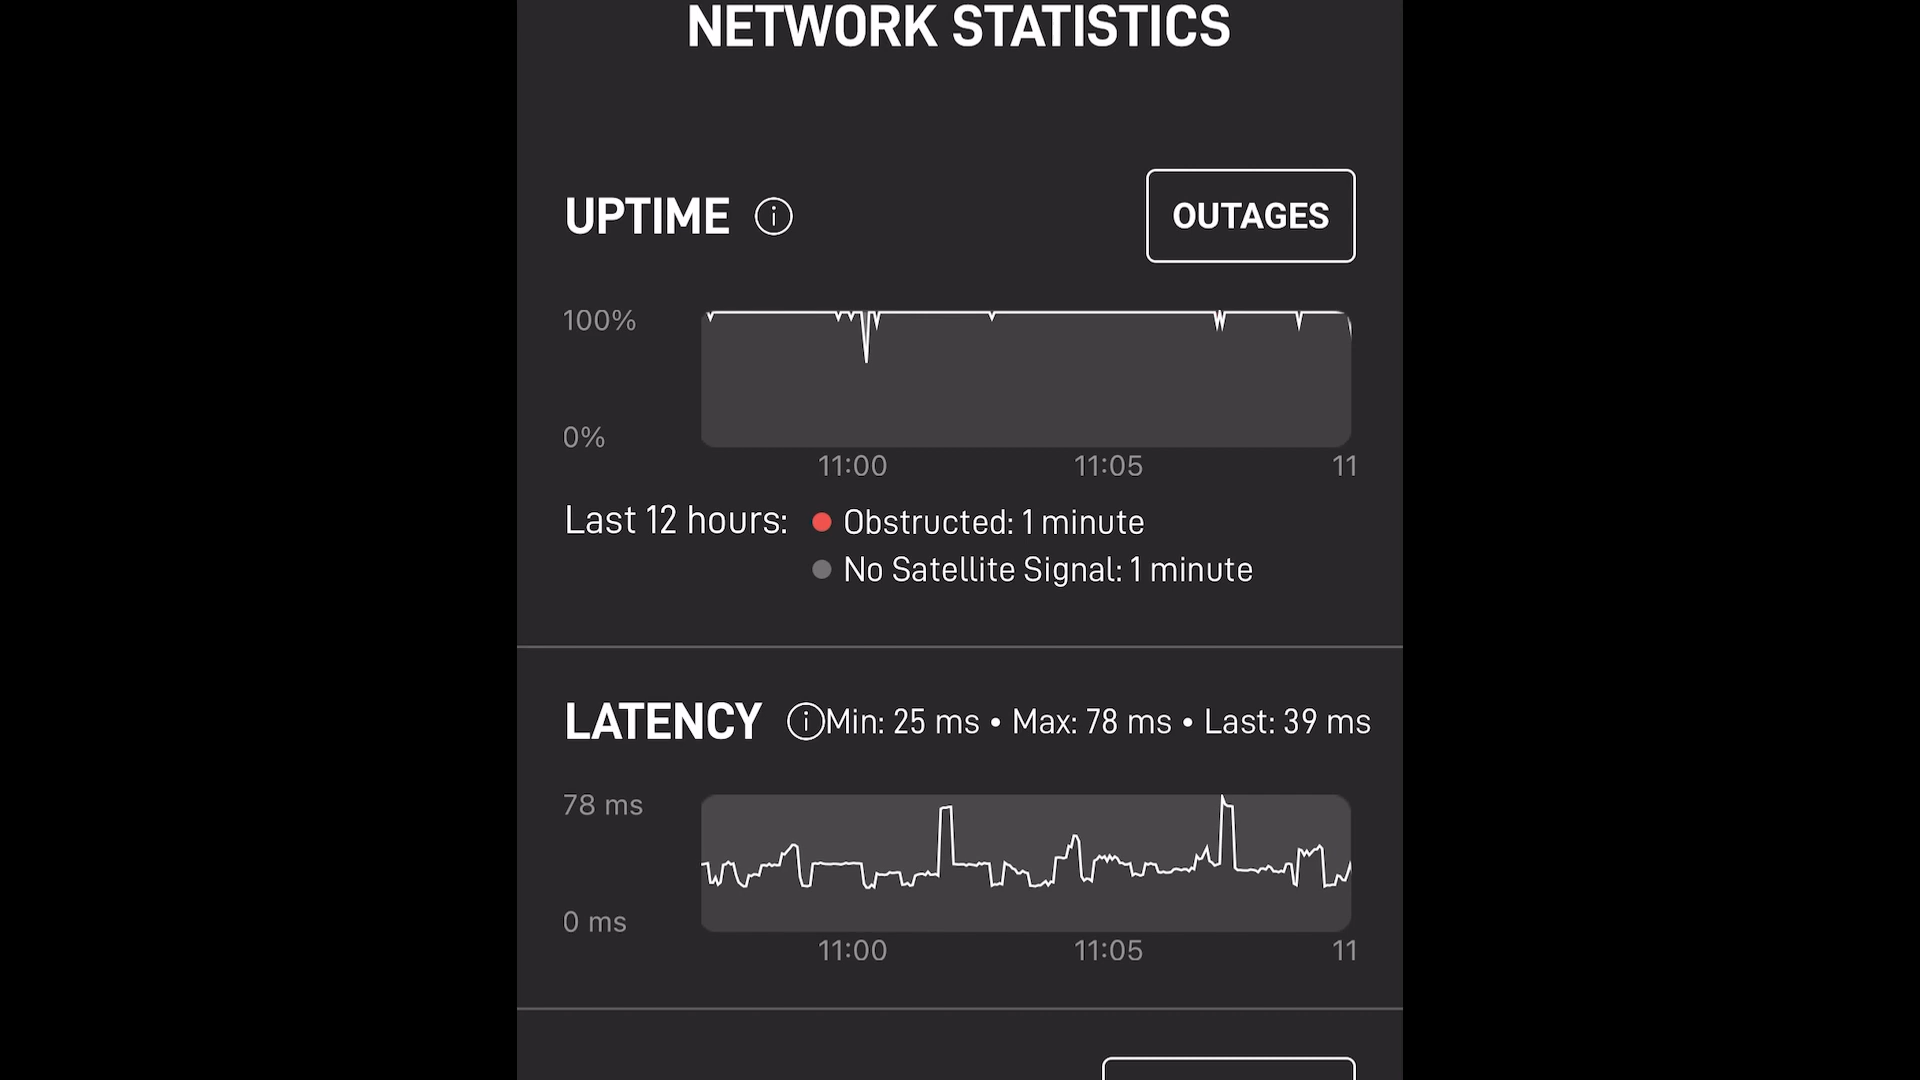 NETWORK STATISTICS
UPTIME
OUTAGES
100%
0%
11:00 11:05 11
Last 12 hours: Obstructed: 1 minute
No Satellite Signal: 1 minute
LATENCY Min: 25 ms • Max: 78 ms • Last: 39 ms
78 ms
0 ms
11:00 11:05 11